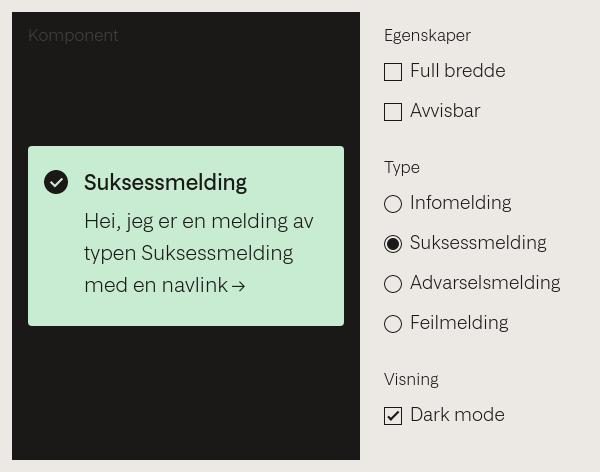 Komponent
Suksessmelding
Hei, jeg er en melding av
typen Suksessmelding
med en navlink →
Egenskaper
Full bredde
Avvisbar
Type
Infomelding
Suksessmelding
Advarselsmelding
Feilmelding
Visning
Dark mode